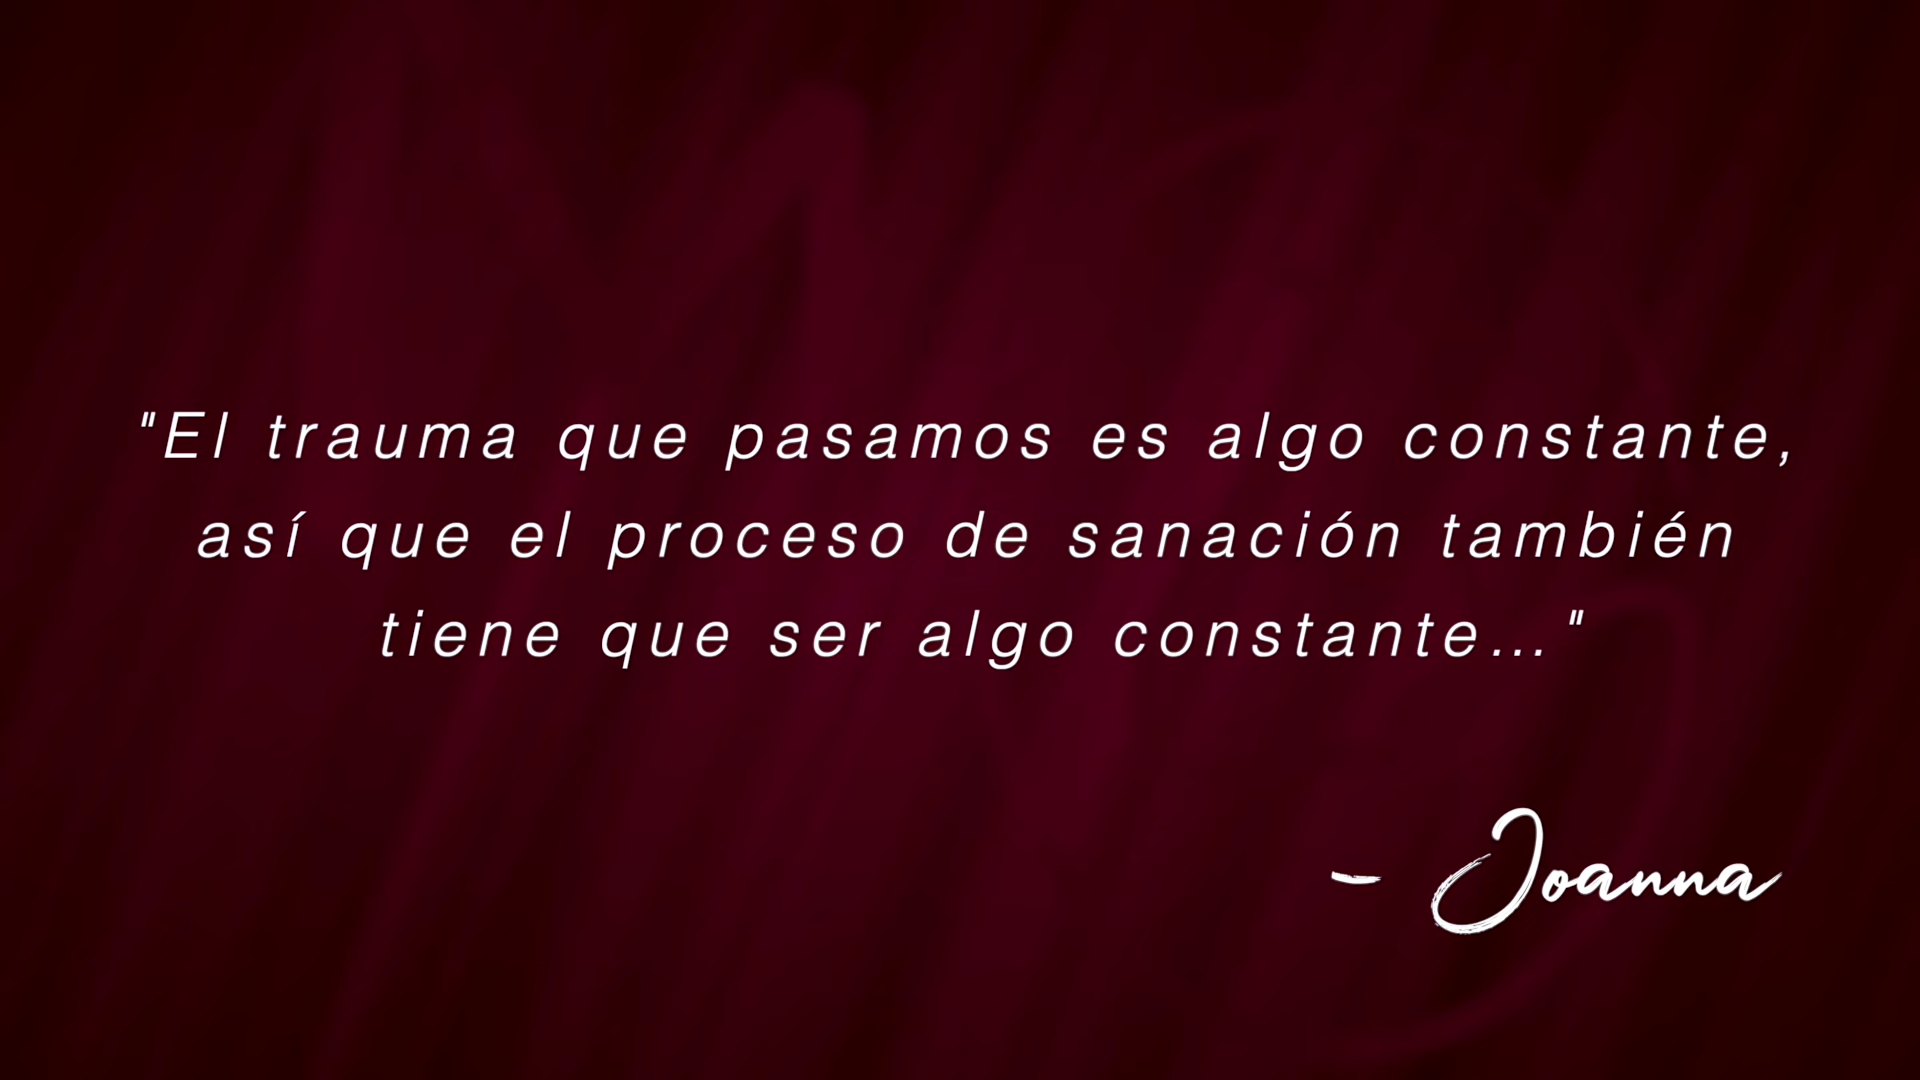 "El trauma que pasamos es algo constante,
así que el proceso de sanación también
tiene que ser algo constante..."
- Joanna